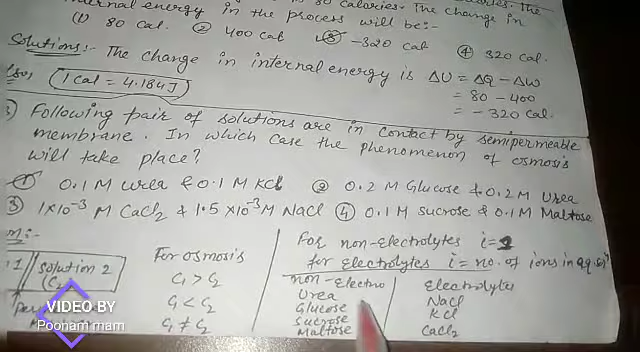 internal energy in the process will be:-
(1) 80 Cal. (2) 400 Cal (3) -320 Cal (4) 320 Cal.
Solutions:- The change in internal energy is ΔU = ΔQ - ΔW
(1 Cal = 4.184 J) = 80 - 400
= - 320 Cal.
3) Following pair of solutions are in contact by semipermeable
membrane. In which case the phenomenon of osmosis
will take place?
(1) 0.1 M urea & 0.1 M KCl (2) 0.2 M Glucose & 0.2 M Urea
(3) 1×10⁻³ M CaCl₂ & 1.5×10⁻³ M NaCl (4) 0.1 M sucrose & 0.1 M Maltose
Solution 2
(C₂)
For osmosis
C₁ > C₂
C₁ < C₂
C₁ ≠ C₂
For non-electrolytes i=1
for electrolytes i = no. of ions in aq.
non-electro
Urea
Glucose
Sucrose
Maltose
Electrolytes
NaCl
KCl
CaCl₂
VIDEO BY
Poonam mam